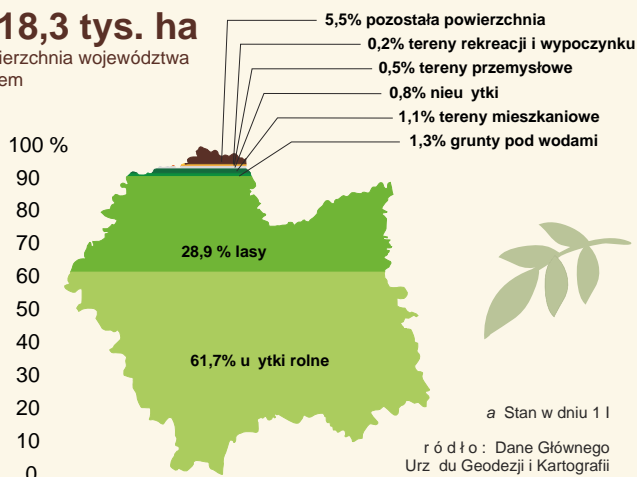 18,3 tys. ha
ierzchnia województwa
em
5,5% pozostała powierzchnia
0,2% tereny rekreacji i wypoczynku
0,5% tereny przemysłowe
0,8% nieu ytki
1,1% tereny mieszkaniowe
1,3% grunty pod wodami
100 %
90
80
70
60
50
40
30
20
10
0
28,9 % lasy
61,7% u ytki rolne
a Stan w dniu 1 I
r ó d ł o : Dane Głównego
Urz du Geodezji i Kartografii